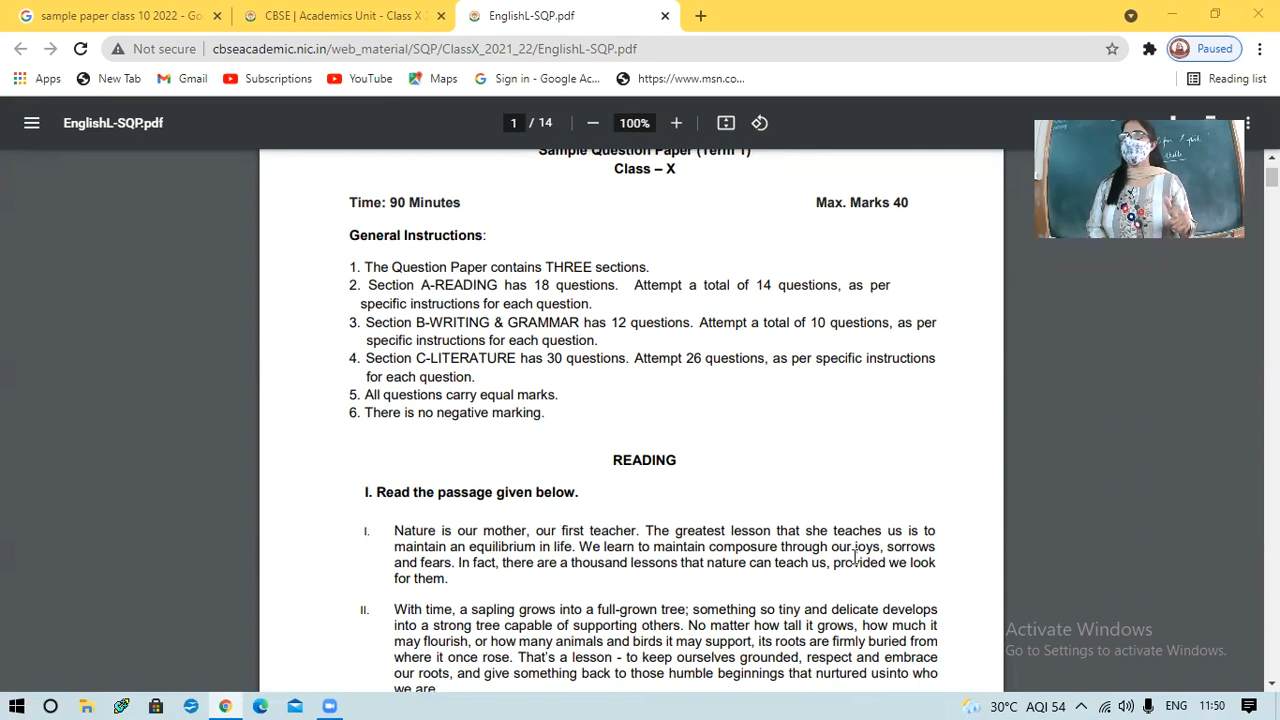 sample paper class 10 2022 - Go
CBSE | Academics Unit - Class X
EnglishL-SQP.pdf
Not secure
cbseacademic.nic.in/web_material/SQP/ClassX_2021_22/EnglishL-SQP.pdf
Paused
Apps
New Tab
Gmail
Subscriptions
YouTube
Maps
Sign in - Google Ac...
https://www.msn.co...
Reading list
EnglishL-SQP.pdf
1 / 14
100%
Sample Question Paper (Term 1)
Class – X
Time: 90 Minutes
Max. Marks 40
General Instructions:
1. The Question Paper contains THREE sections.
2. Section A-READING has 18 questions. Attempt a total of 14 questions, as per
specific instructions for each question.
3. Section B-WRITING & GRAMMAR has 12 questions. Attempt a total of 10 questions, as per
specific instructions for each question.
4. Section C-LITERATURE has 30 questions. Attempt 26 questions, as per specific instructions
for each question.
5. All questions carry equal marks.
6. There is no negative marking.
READING
I. Read the passage given below.
I. Nature is our mother, our first teacher. The greatest lesson that she teaches us is to
maintain an equilibrium in life. We learn to maintain composure through our joys, sorrows
and fears. In fact, there are a thousand lessons that nature can teach us, provided we look
for them.
II. With time, a sapling grows into a full-grown tree; something so tiny and delicate develops
into a strong tree capable of supporting others. No matter how tall it grows, how much it
may flourish, or how many animals and birds it may support, its roots are firmly buried from
where it once rose. That's a lesson - to keep ourselves grounded, respect and embrace
our roots, and give something back to those humble beginnings that nurtured usinto who
we are
Activate Windows
Go to Settings to activate Windows.
30°C AQI 54
ENG
11:50